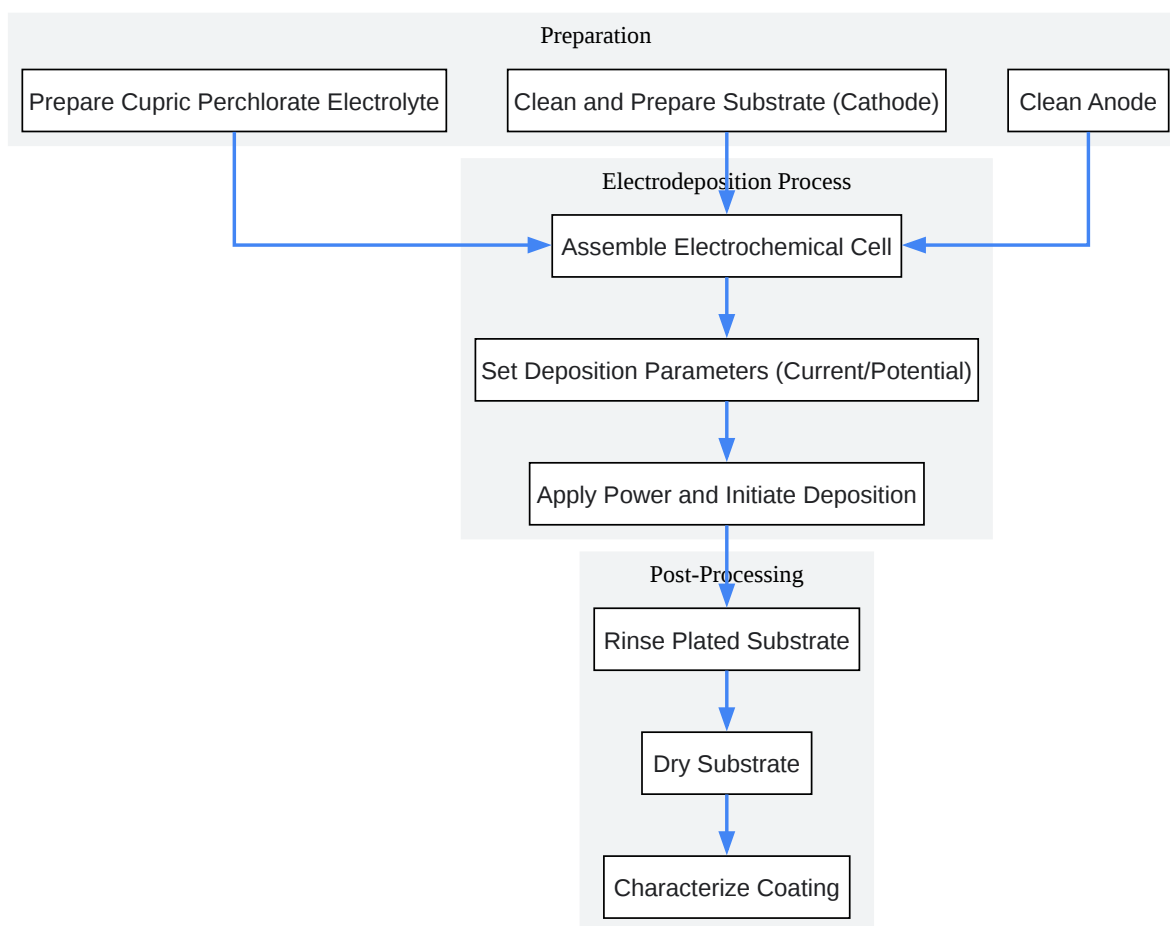 Preparation
Prepare Cupric Perchlorate Electrolyte
Clean and Prepare Substrate (Cathode)
Clean Anode
Electrodeposition Process
Assemble Electrochemical Cell
Set Deposition Parameters (Current/Potential)
Apply Power and Initiate Deposition
Post-Processing
Rinse Plated Substrate
Dry Substrate
Characterize Coating